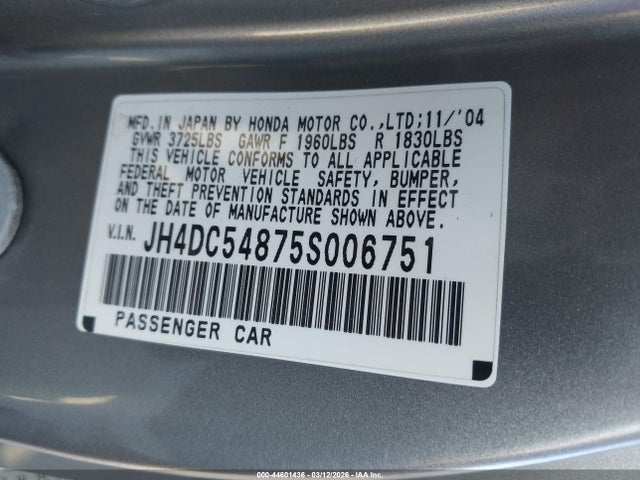 MFD.IN JAPAN BY HONDA MOTOR CO.,LTD;11/'04
GVWR 3725LBS GAWR F 1960LBS R 1830LBS
THIS VEHICLE CONFORMS TO ALL APPLICABLE
FEDERAL MOTOR VEHICLE SAFETY, BUMPER,
AND THEFT PREVENTION STANDARDS IN EFFECT
ON THE DATE OF MANUFACTURE SHOWN ABOVE.
V.I.N. JH4DC54875S006751
PASSENGER CAR
000-44601436 - 03/12/2026 - IAA Inc.